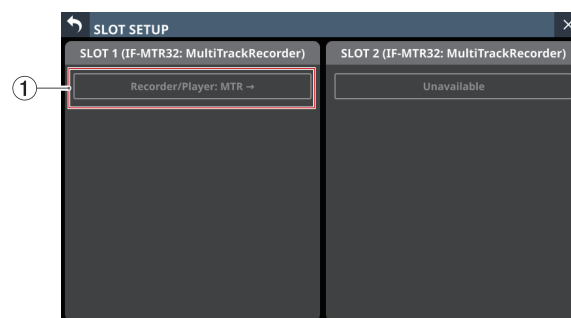 SLOT SETUP
SLOT 1 (IF-MTR32: MultiTrackRecorder)
SLOT 2 (IF-MTR32: MultiTrackRecorder)
1
Recorder/Player: MTR →
Unavailable